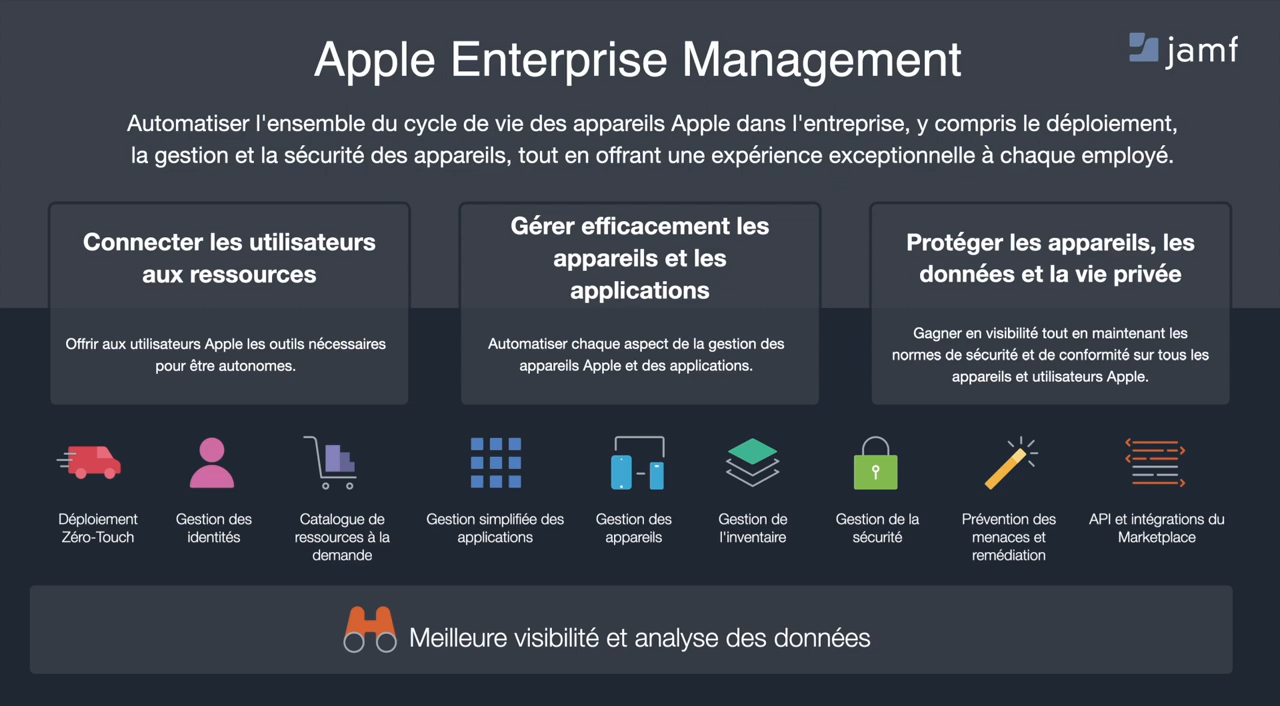 Apple Enterprise Management
jamf
Automatiser l'ensemble du cycle de vie des appareils Apple dans l'entreprise, y compris le déploiement,
la gestion et la sécurité des appareils, tout en offrant une expérience exceptionnelle à chaque employé.
Connecter les utilisateurs
aux ressources
Offrir aux utilisateurs Apple les outils nécessaires
pour être autonomes.
Gérer efficacement les
appareils et les
applications
Automatiser chaque aspect de la gestion des
appareils Apple et des applications.
Protéger les appareils, les
données et la vie privée
Gagner en visibilité tout en maintenant les
normes de sécurité et de conformité sur tous les
appareils et utilisateurs Apple.
Déploiement
Zéro-Touch
Gestion des
identités
Catalogue de
ressources à la
demande
Gestion simplifiée des
applications
Gestion des
appareils
Gestion de
l'inventaire
Gestion de la
sécurité
Prévention des
menaces et
remédiation
API et intégrations du
Marketplace
Meilleure visibilité et analyse des données